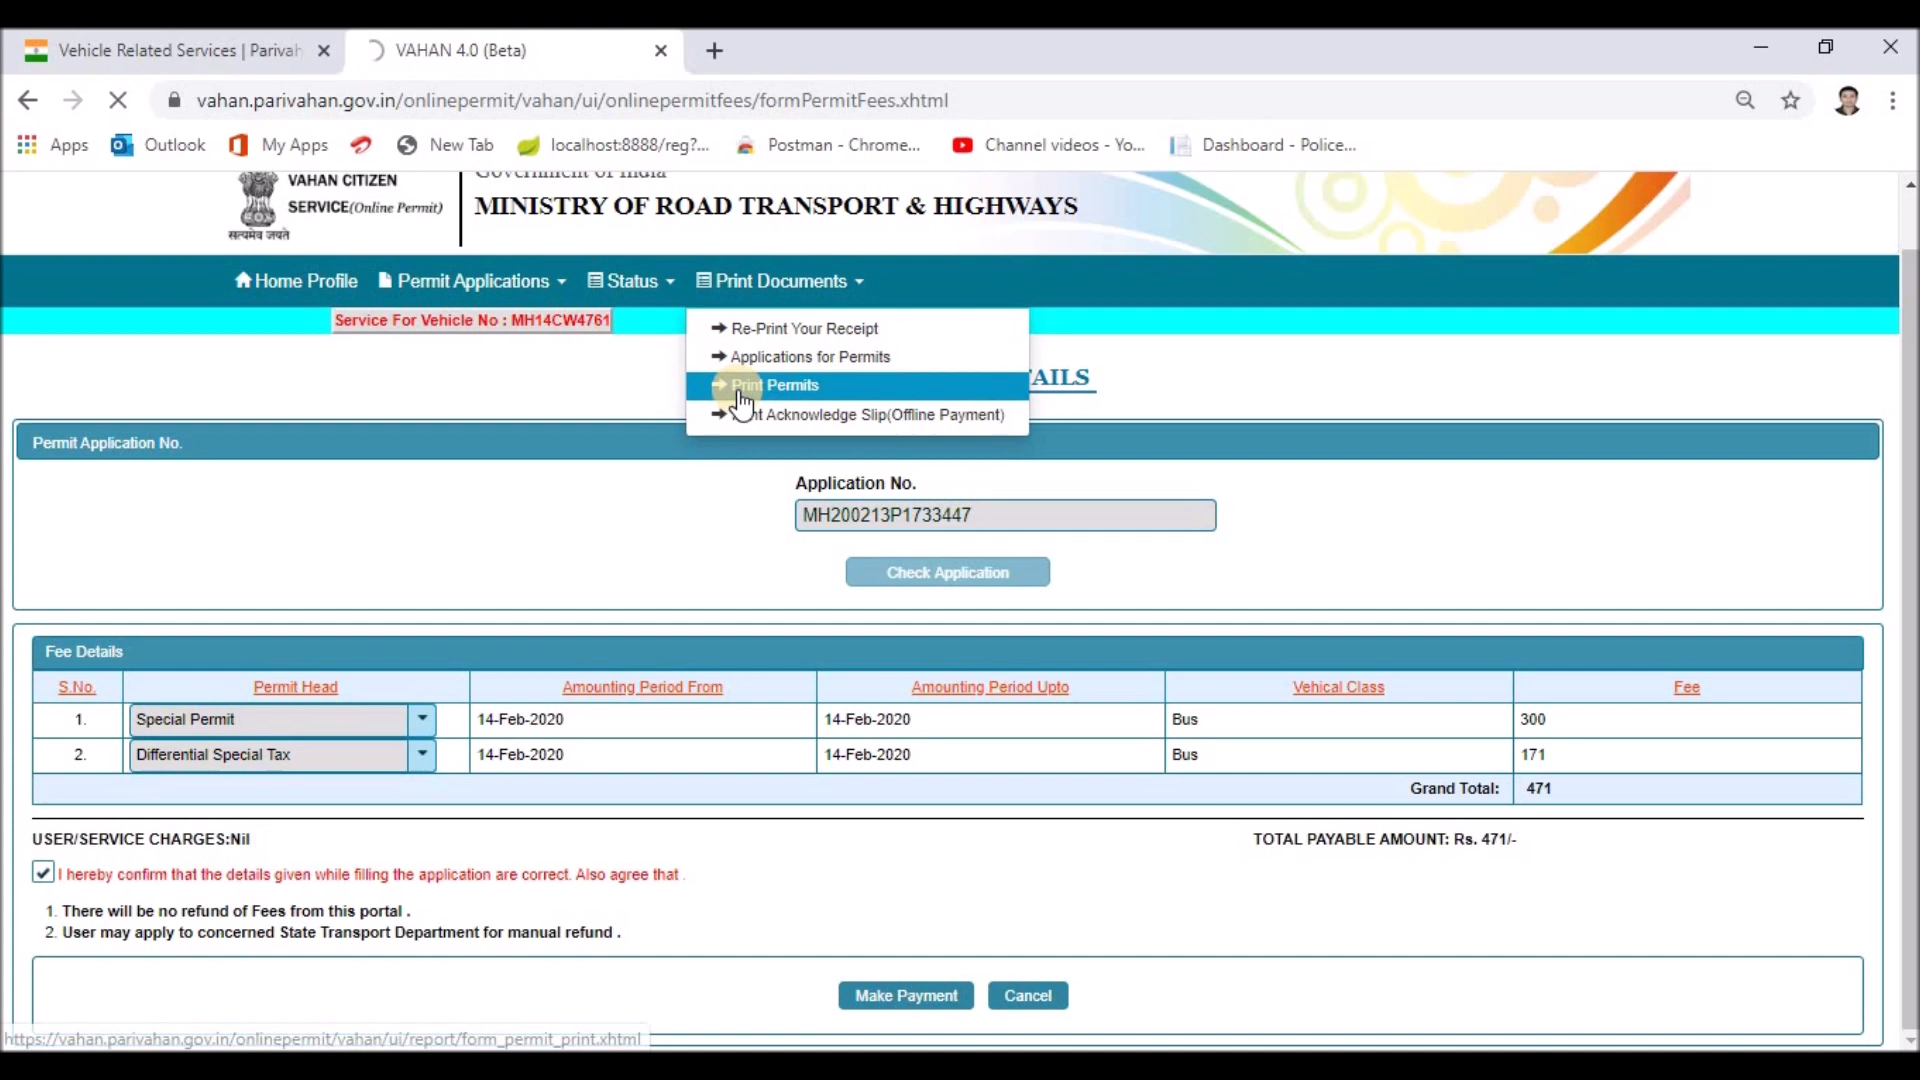 Vehicle Related Services | Parivah
VAHAN 4.0 (Beta)
vahan.parivahan.gov.in/onlinepermit/vahan/ui/onlinepermitfees/formPermitFees.xhtml
Apps Outlook My Apps New Tab localhost:8888/reg?... Postman - Chrome... Channel videos - Yo... Dashboard - Police...
Government of India
VAHAN CITIZEN
SERVICE(Online Permit)
सत्यमेव जयते
MINISTRY OF ROAD TRANSPORT & HIGHWAYS
Home Profile Permit Applications Status Print Documents
Service For Vehicle No : MH14CW4761
Re-Print Your Receipt
Applications for Permits
Print Permits
Acknowledge Slip(Offline Payment)
AILS
Permit Application No.
Application No.
MH200213P1733447
Check Application
Fee Details
S.No. Permit Head Amounting Period From Amounting Period Upto Vehical Class Fee
1. Special Permit 14-Feb-2020 14-Feb-2020 Bus 300
2. Differential Special Tax 14-Feb-2020 14-Feb-2020 Bus 171
Grand Total: 471
USER/SERVICE CHARGES:Nil TOTAL PAYABLE AMOUNT: Rs. 471/-
I hereby confirm that the details given while filling the application are correct. Also agree that .
1. There will be no refund of Fees from this portal .
2. User may apply to concerned State Transport Department for manual refund .
Make Payment Cancel
https://vahan.parivahan.gov.in/onlinepermit/vahan/ui/report/form_permit_print.xhtml